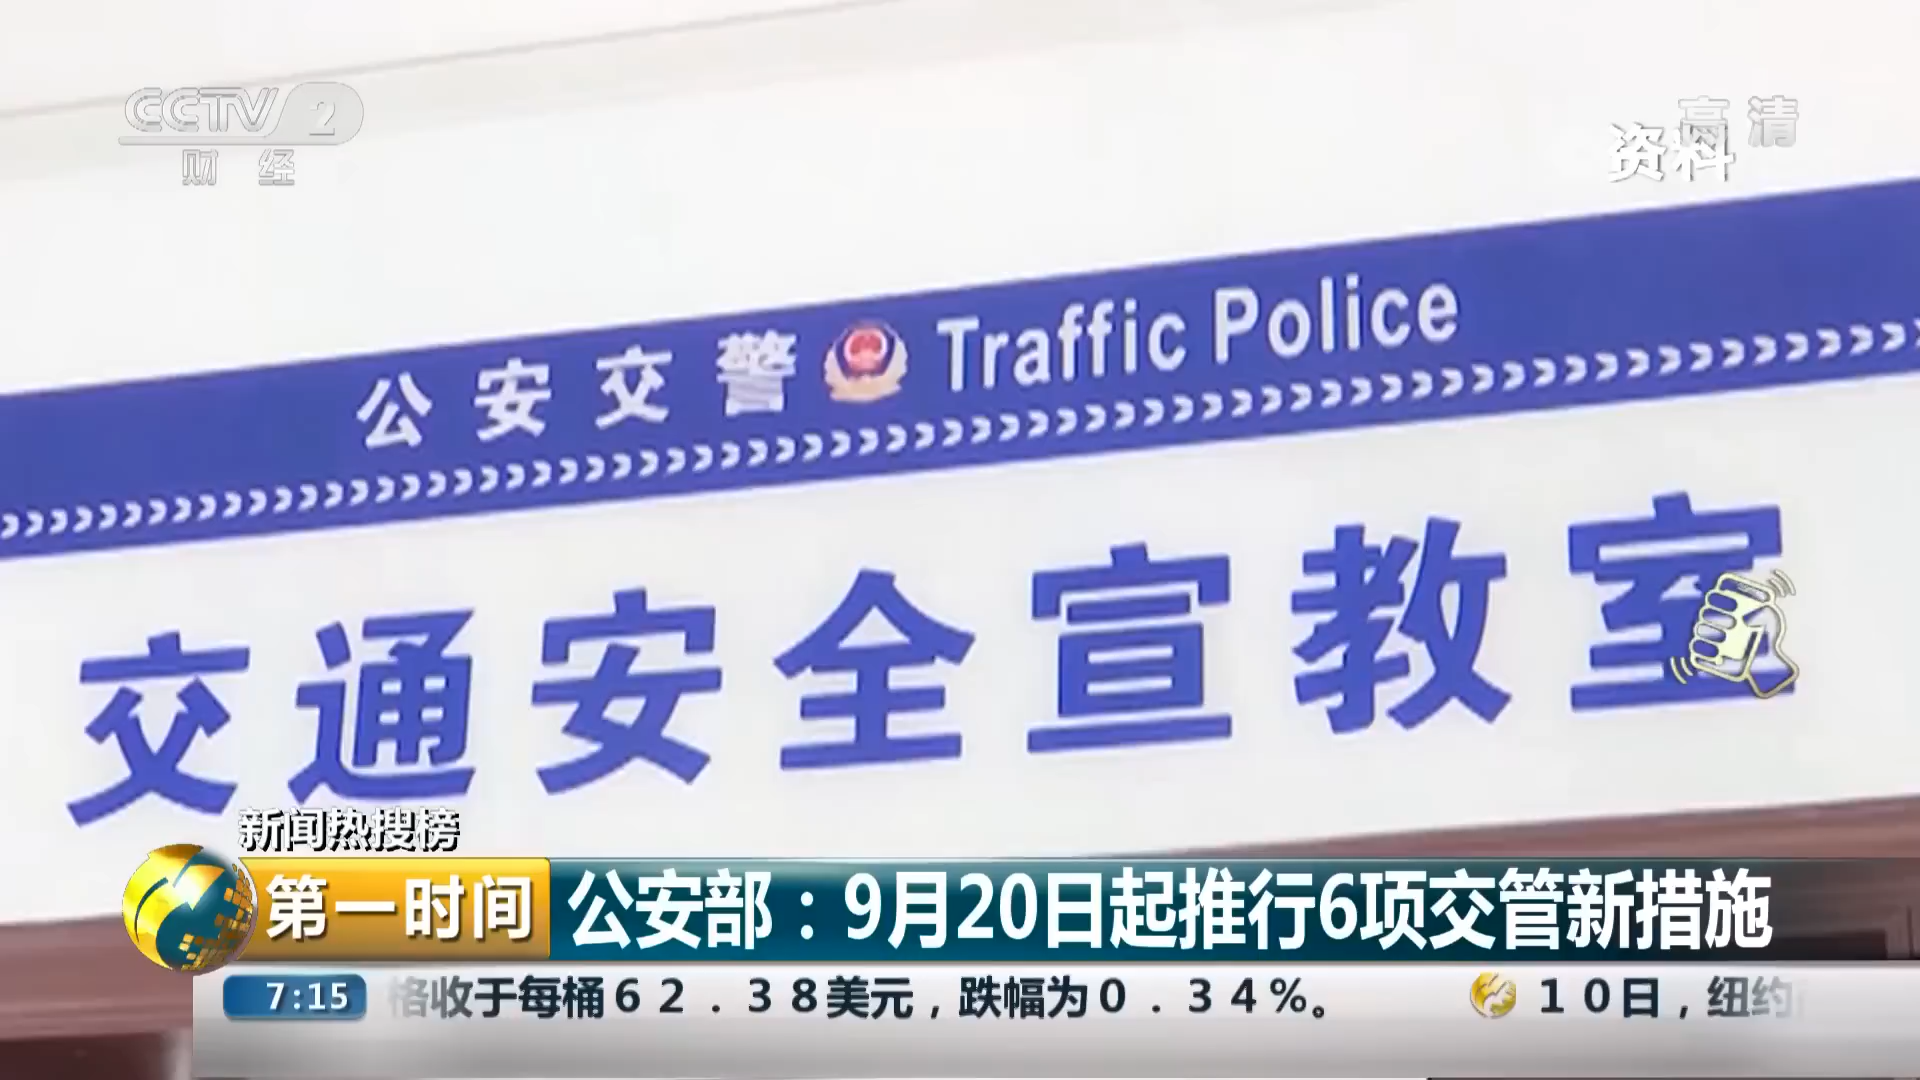 CCTV 2
财 经
高清
资料
公安交警 Traffic Police
交通安全宣教室
新闻热搜榜
第一时间
公安部：9月20日起推行6项交管新措施
7:15
格收于每桶62.38美元，跌幅为0.34%。
10日，纽约